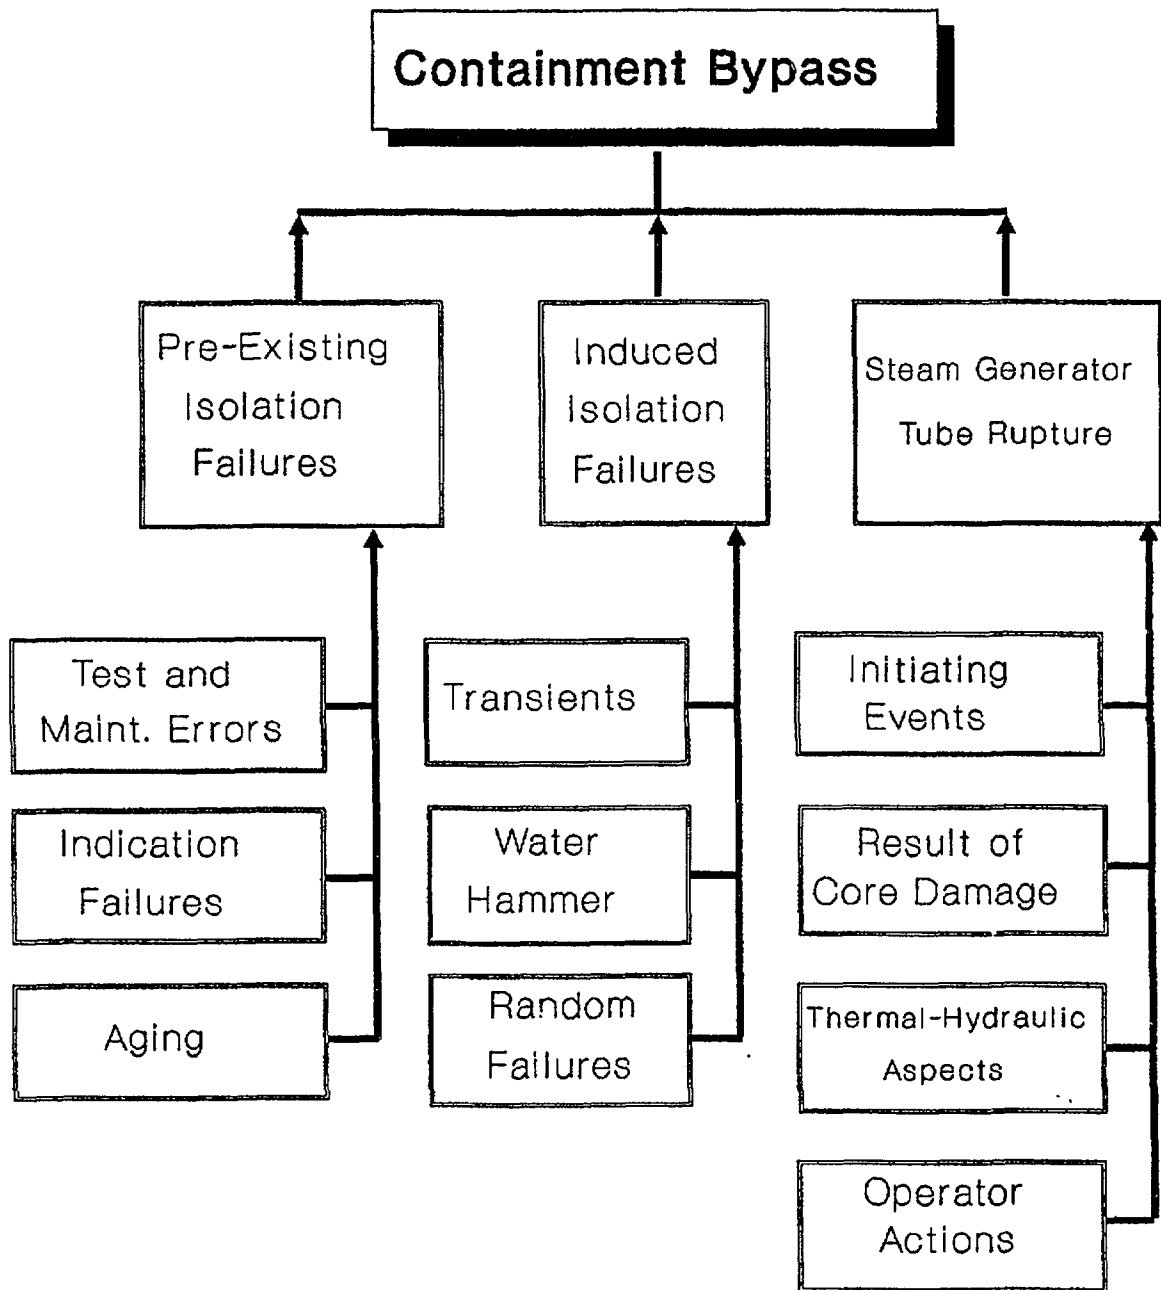 Containment Bypass
Pre-Existing
Isolation
Failures
Induced
Isolation
Failures
Steam Generator
Tube Rupture
Test and
Maint. Errors
Indication
Failures
Aging
Transients
Water
Hammer
Random
Failures
Initiating
Events
Result of
Core Damage
Thermal-Hydraulic
Aspects
Operator
Actions